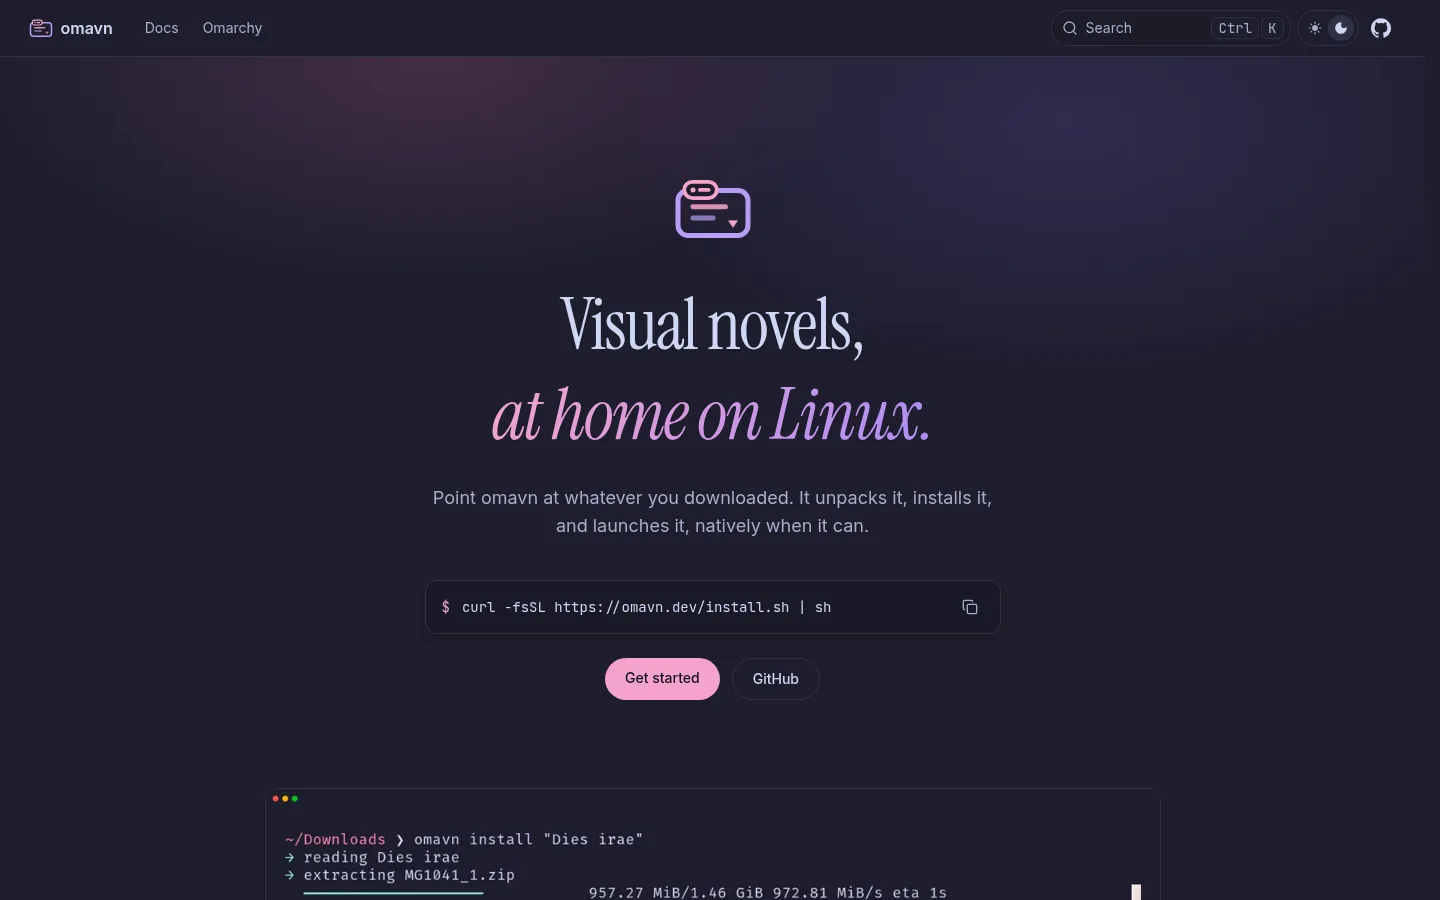 omavn
Docs
Omarchy
Search
Ctrl
K
Visual novels,
at home on Linux.
Point omavn at whatever you downloaded. It unpacks it, installs it,
and launches it, natively when it can.
$ curl -fsSL https://omavn.dev/install.sh | sh
Get started
GitHub
~/Downloads ❯ omavn install "Dies irae"
→ reading Dies irae
→ extracting MG1041_1.zip
957.27 MiB/1.46 GiB 972.81 MiB/s eta 1s